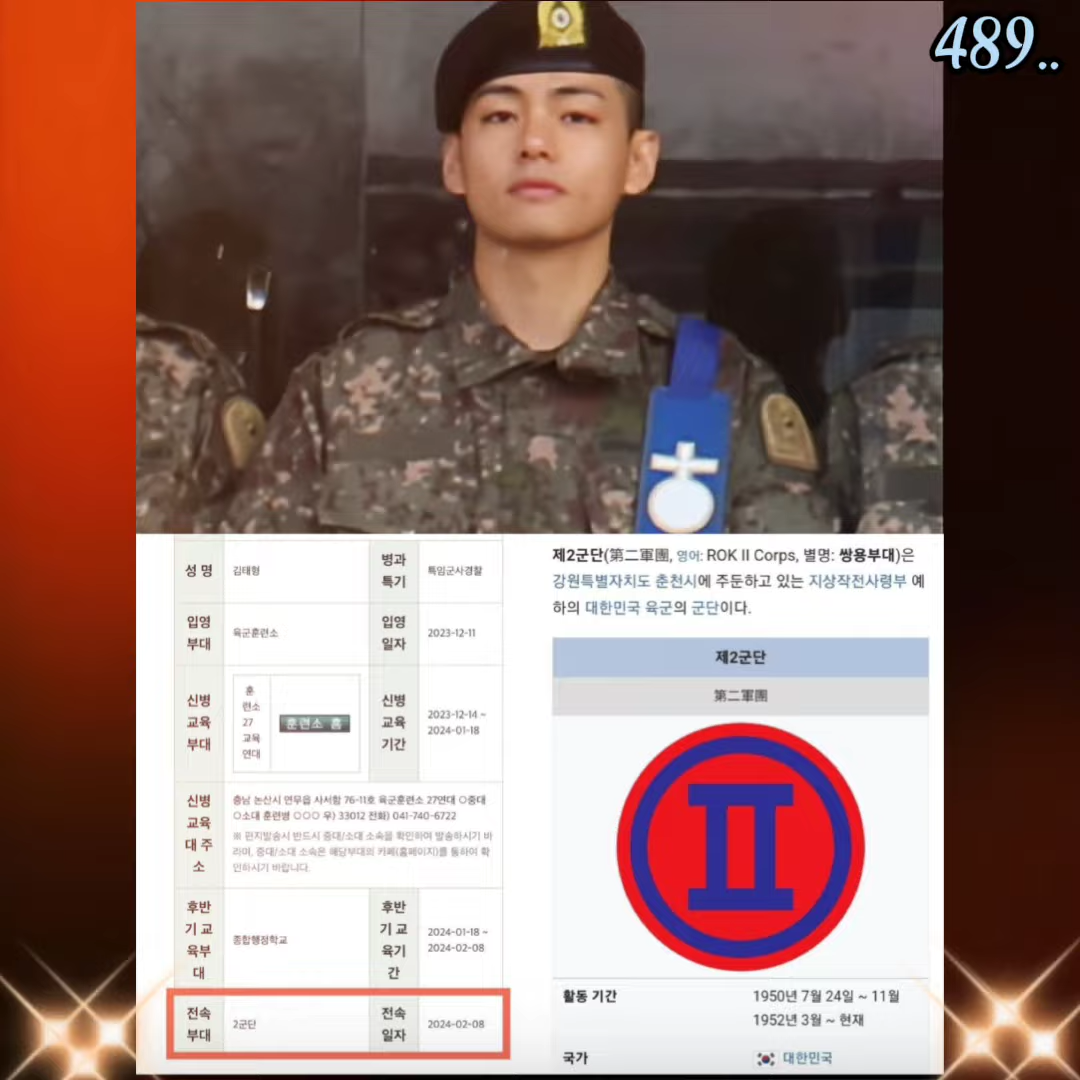 489..
성 명
김태형
병과
특기
특임군사경찰
입영
부대
육군훈련소
입영
일자
2023-12-11
신병
교육
부대
훈
련소
27
교육
연대
훈련소 홈
신병
교육
기간
2023-12-14 ~
2024-01-18
신병
교육
대 주
소
충남 논산시 연무읍 사서함 76-11호 육군훈련소 27연대 ○중대
○소대 훈련병 ○○○ 우) 33012 전화) 041-740-6722
※ 편지발송시 반드시 중대/소대 소속을 확인하여 발송하시기 바
라며, 중대/소대 소속은 해당부대의 카페(홈페이지)를 통하여 확
인하시기 바랍니다.
후반
기 교
육부
대
종합행정학교
후반
기 교
육기
간
2024-01-18 ~
2024-02-08
전속
부대
2군단
전속
일자
2024-02-08
제2군단(第二軍團, 영어: ROK II Corps, 별명: 쌍용부대)은
강원특별자치도 춘천시에 주둔하고 있는 지상작전사령부 예
하의 대한민국 육군의 군단이다.
제2군단
第二軍團
II
활동 기간
1950년 7월 24일 ~ 11월
1952년 3월 ~ 현재
국가
대한민국